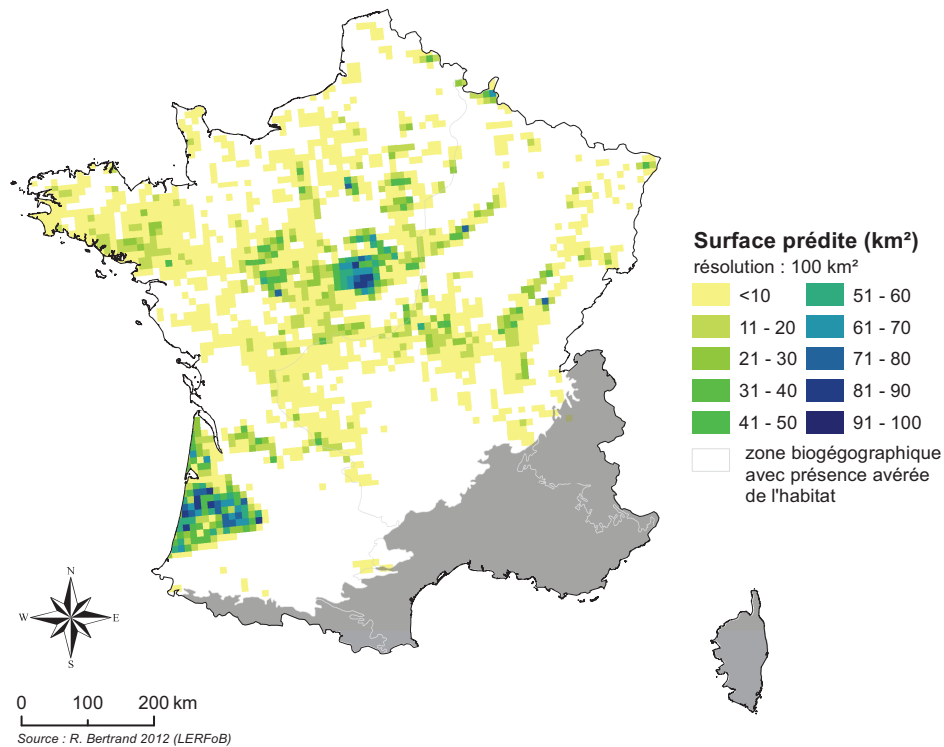 Surface prédite (km²)
résolution : 100 km²
<10
51 - 60
11 - 20
61 - 70
21 - 30
71 - 80
31 - 40
81 - 90
41 - 50
91 - 100
zone biogégographique
avec présence avérée
de l'habitat
N
W
E
S
0 100 200 km
Source : R. Bertrand 2012 (LERFoB)